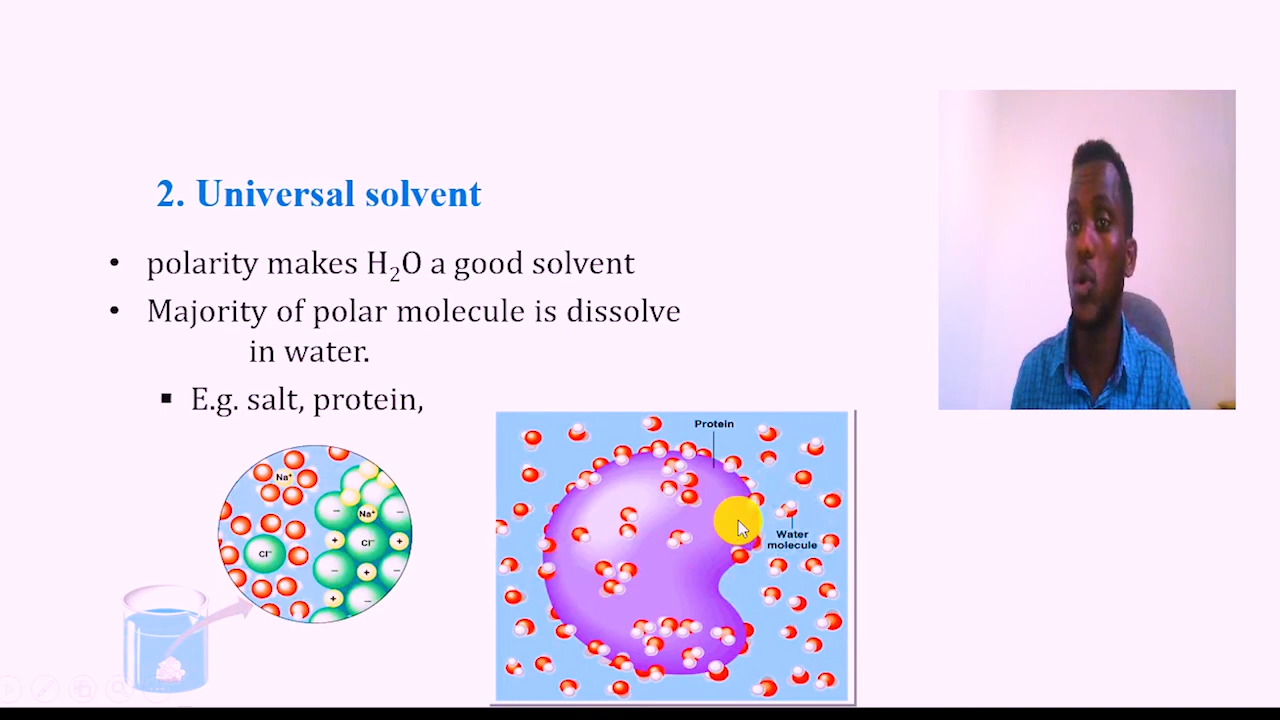 2. Universal solvent
• polarity makes H₂O a good solvent
• Majority of polar molecule is dissolve
in water.
▪ E.g. salt, protein,
Protein
Water
molecule
Na⁺
Na⁺
−
−
Cl⁻
Cl⁻
+
+
−
+
+
−